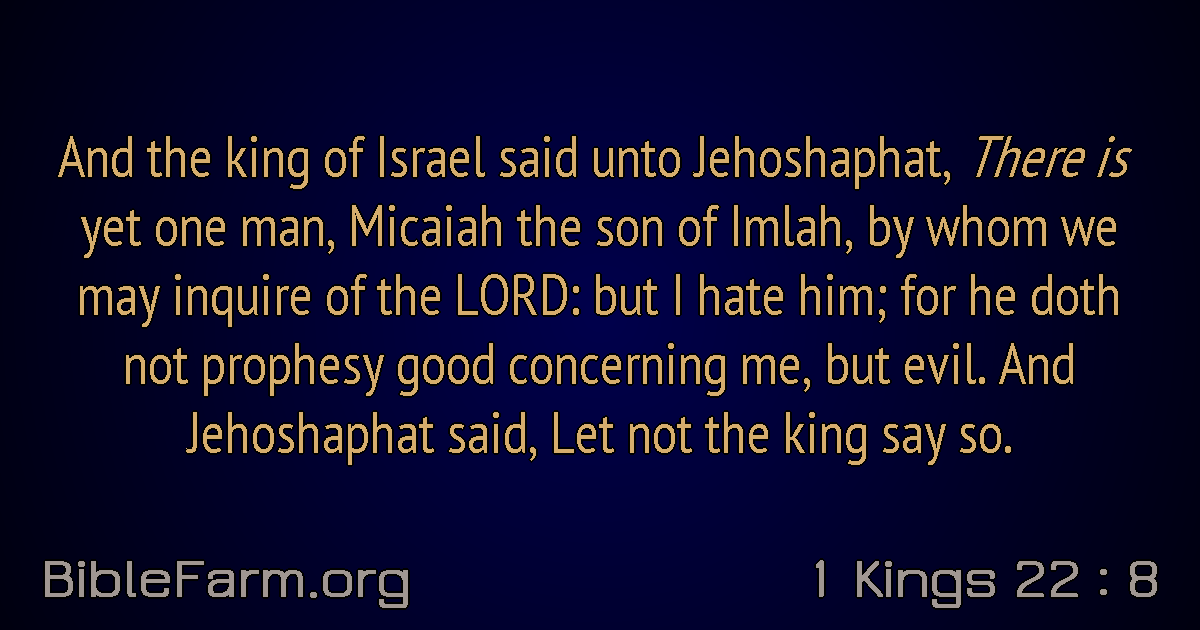 And the king of Israel said unto Jehoshaphat, There is
yet one man, Micaiah the son of Imlah, by whom we
may inquire of the LORD: but I hate him; for he doth
not prophesy good concerning me, but evil. And
Jehoshaphat said, Let not the king say so.
BibleFarm.org
1 Kings 22 : 8